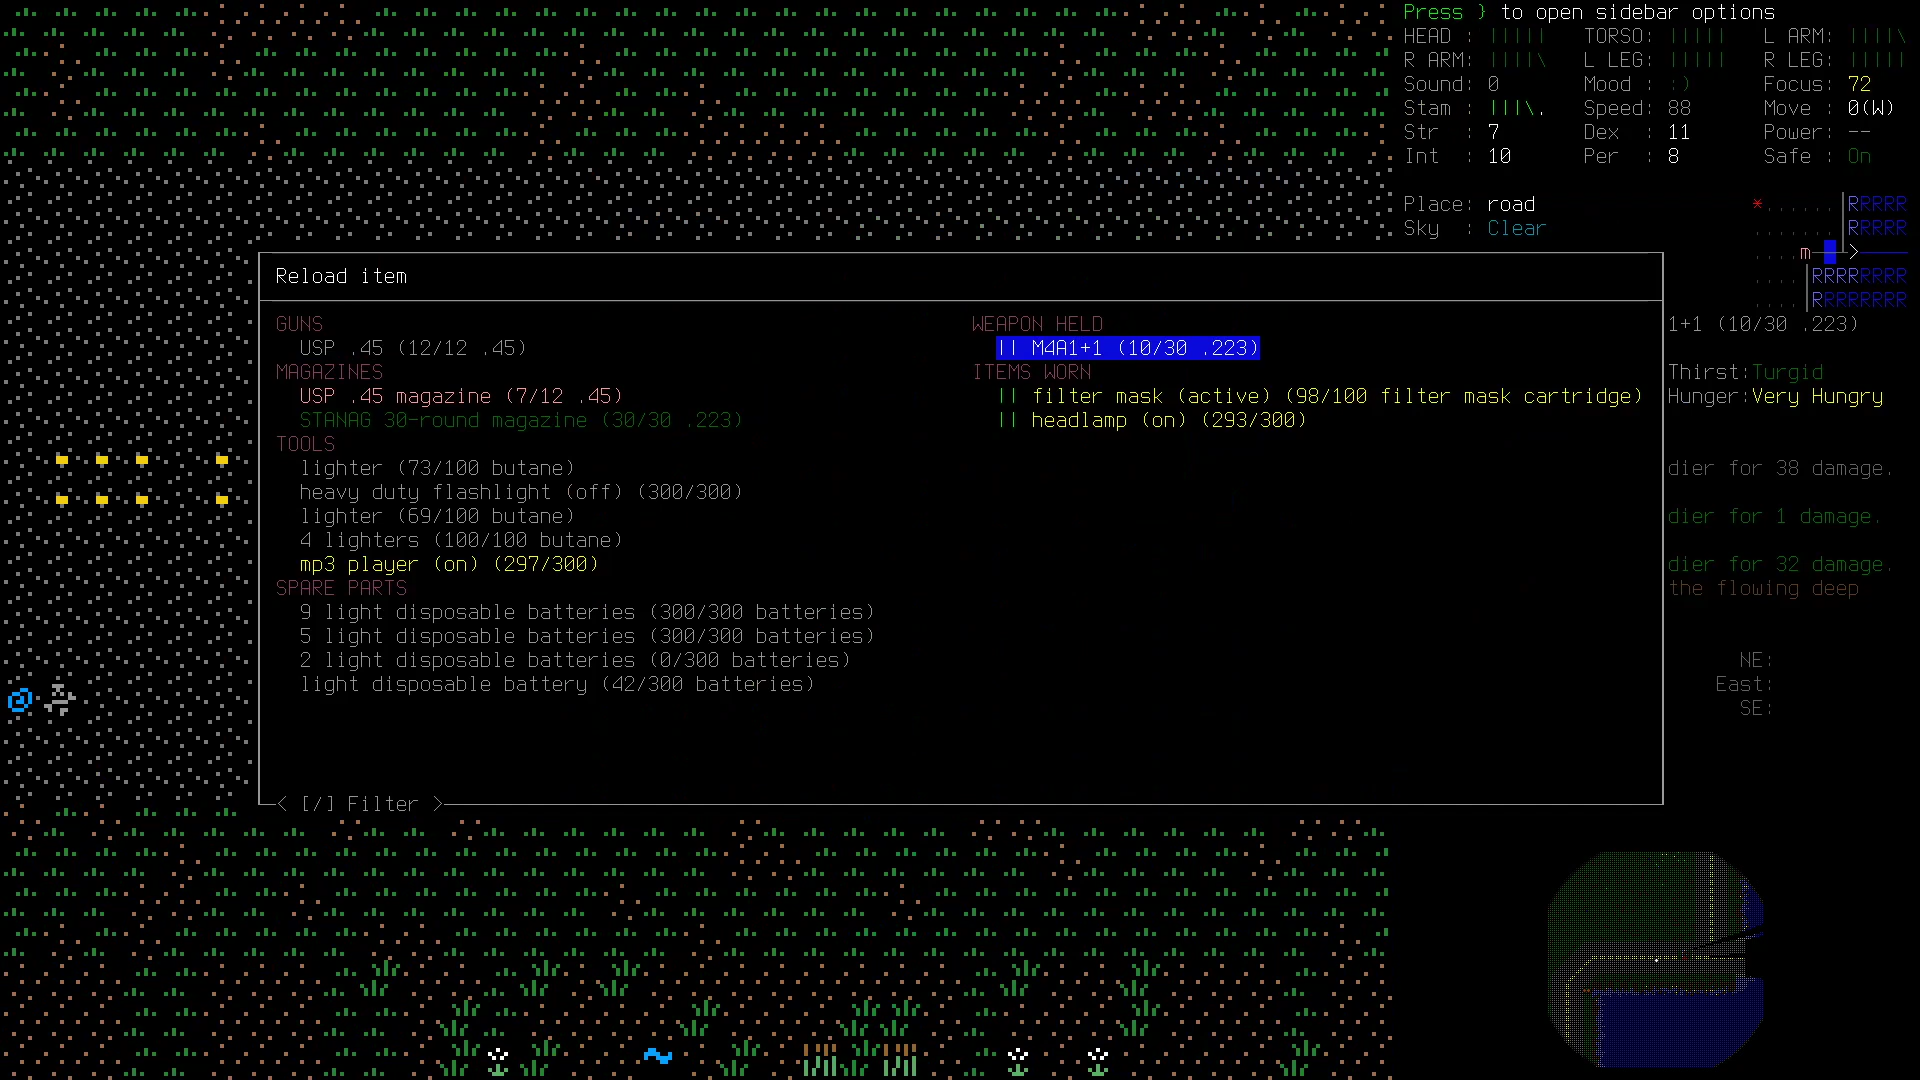 Press } to open sidebar options
HEAD : ||||| TORSO: ||||| L ARM: ||||\
R ARM: ||||\ L LEG: ||||| R LEG: |||||
Sound: 0 Mood : :) Focus: 72
Stam : |||\. Speed: 88 Move : 0(W)
Str : 7 Dex : 11 Power: --
Int : 10 Per : 8 Safe : On
Place: road
*...... RRRRR
Sky : Clear
....... RRRRR
....m >
.... RRRRRRRR
.... RRRRRRRR
Reload item
GUNS
USP .45 (12/12 .45)
MAGAZINES
USP .45 magazine (7/12 .45)
STANAG 30-round magazine (30/30 .223)
TOOLS
lighter (73/100 butane)
heavy duty flashlight (off) (300/300)
lighter (69/100 butane)
4 lighters (100/100 butane)
mp3 player (on) (297/300)
SPARE PARTS
9 light disposable batteries (300/300 batteries)
5 light disposable batteries (300/300 batteries)
2 light disposable batteries (0/300 batteries)
light disposable battery (42/300 batteries)
WEAPON HELD
|| M4A1+1 (10/30 .223)
ITEMS WORN
|| filter mask (active) (98/100 filter mask cartridge)
|| headlamp (on) (293/300)
< [/] Filter >
1+1 (10/30 .223)
Thirst: Turgid
Hunger: Very Hungry
dier for 38 damage.
dier for 1 damage.
dier for 32 damage.
the flowing deep
NE:
East:
SE: